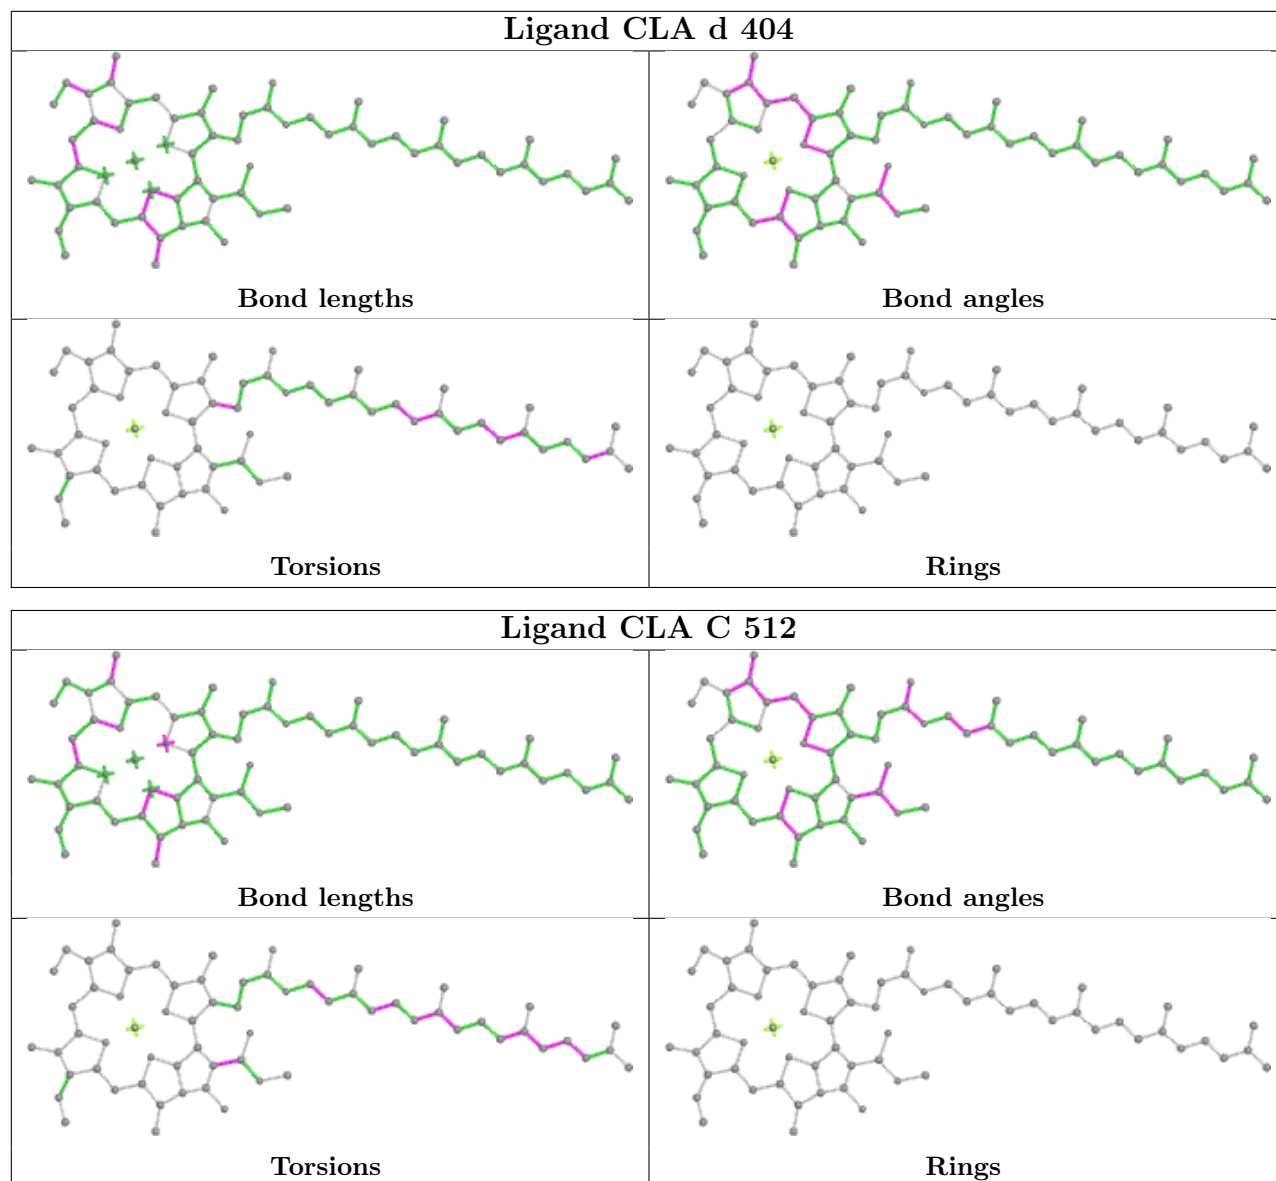 Ligand CLA d 404
Bond lengths
Bond angles
Torsions
Rings
Ligand CLA C 512
Bond lengths
Bond angles
Torsions
Rings